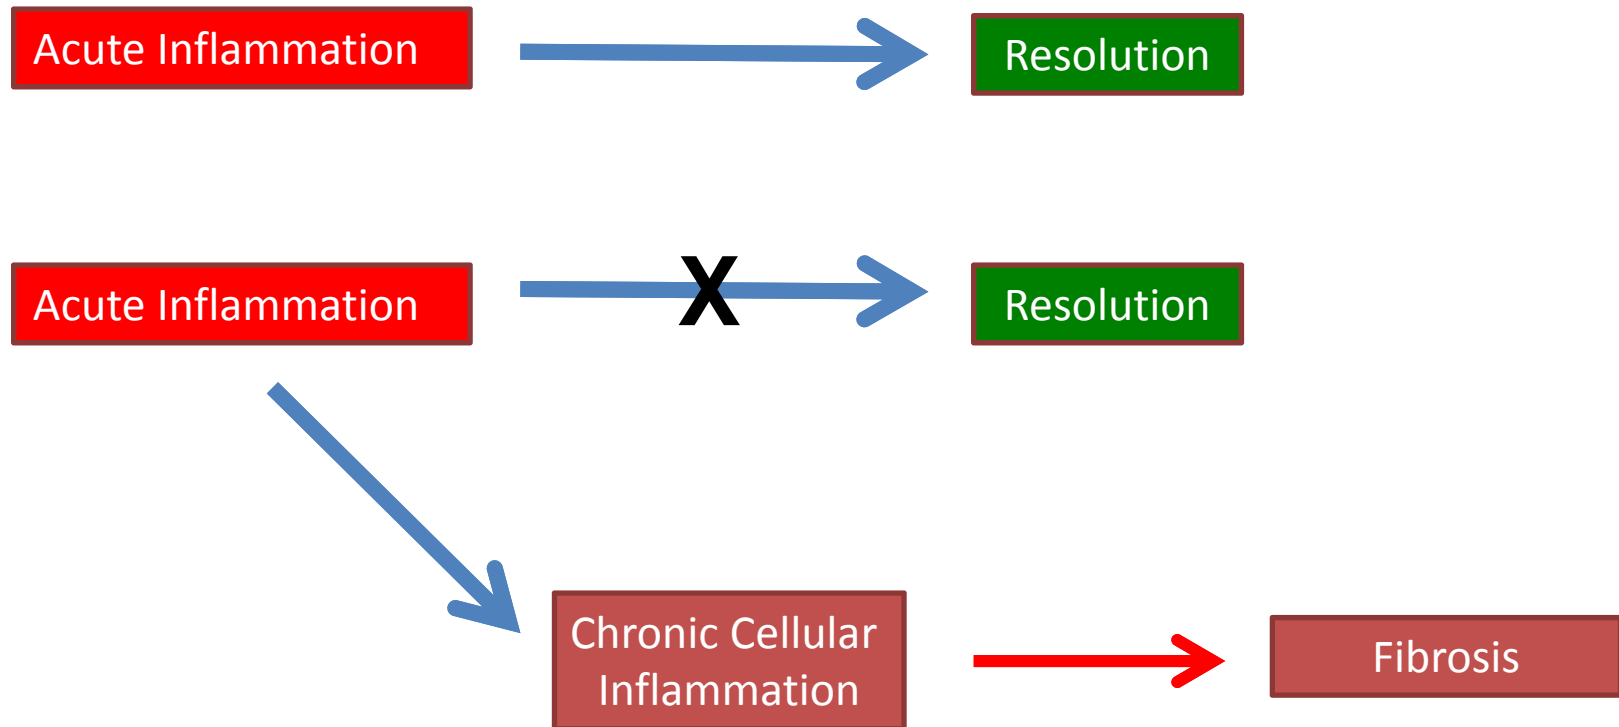 Acute Inflammation
Resolution
Acute Inflammation
X
Resolution
Chronic Cellular
Inflammation
Fibrosis